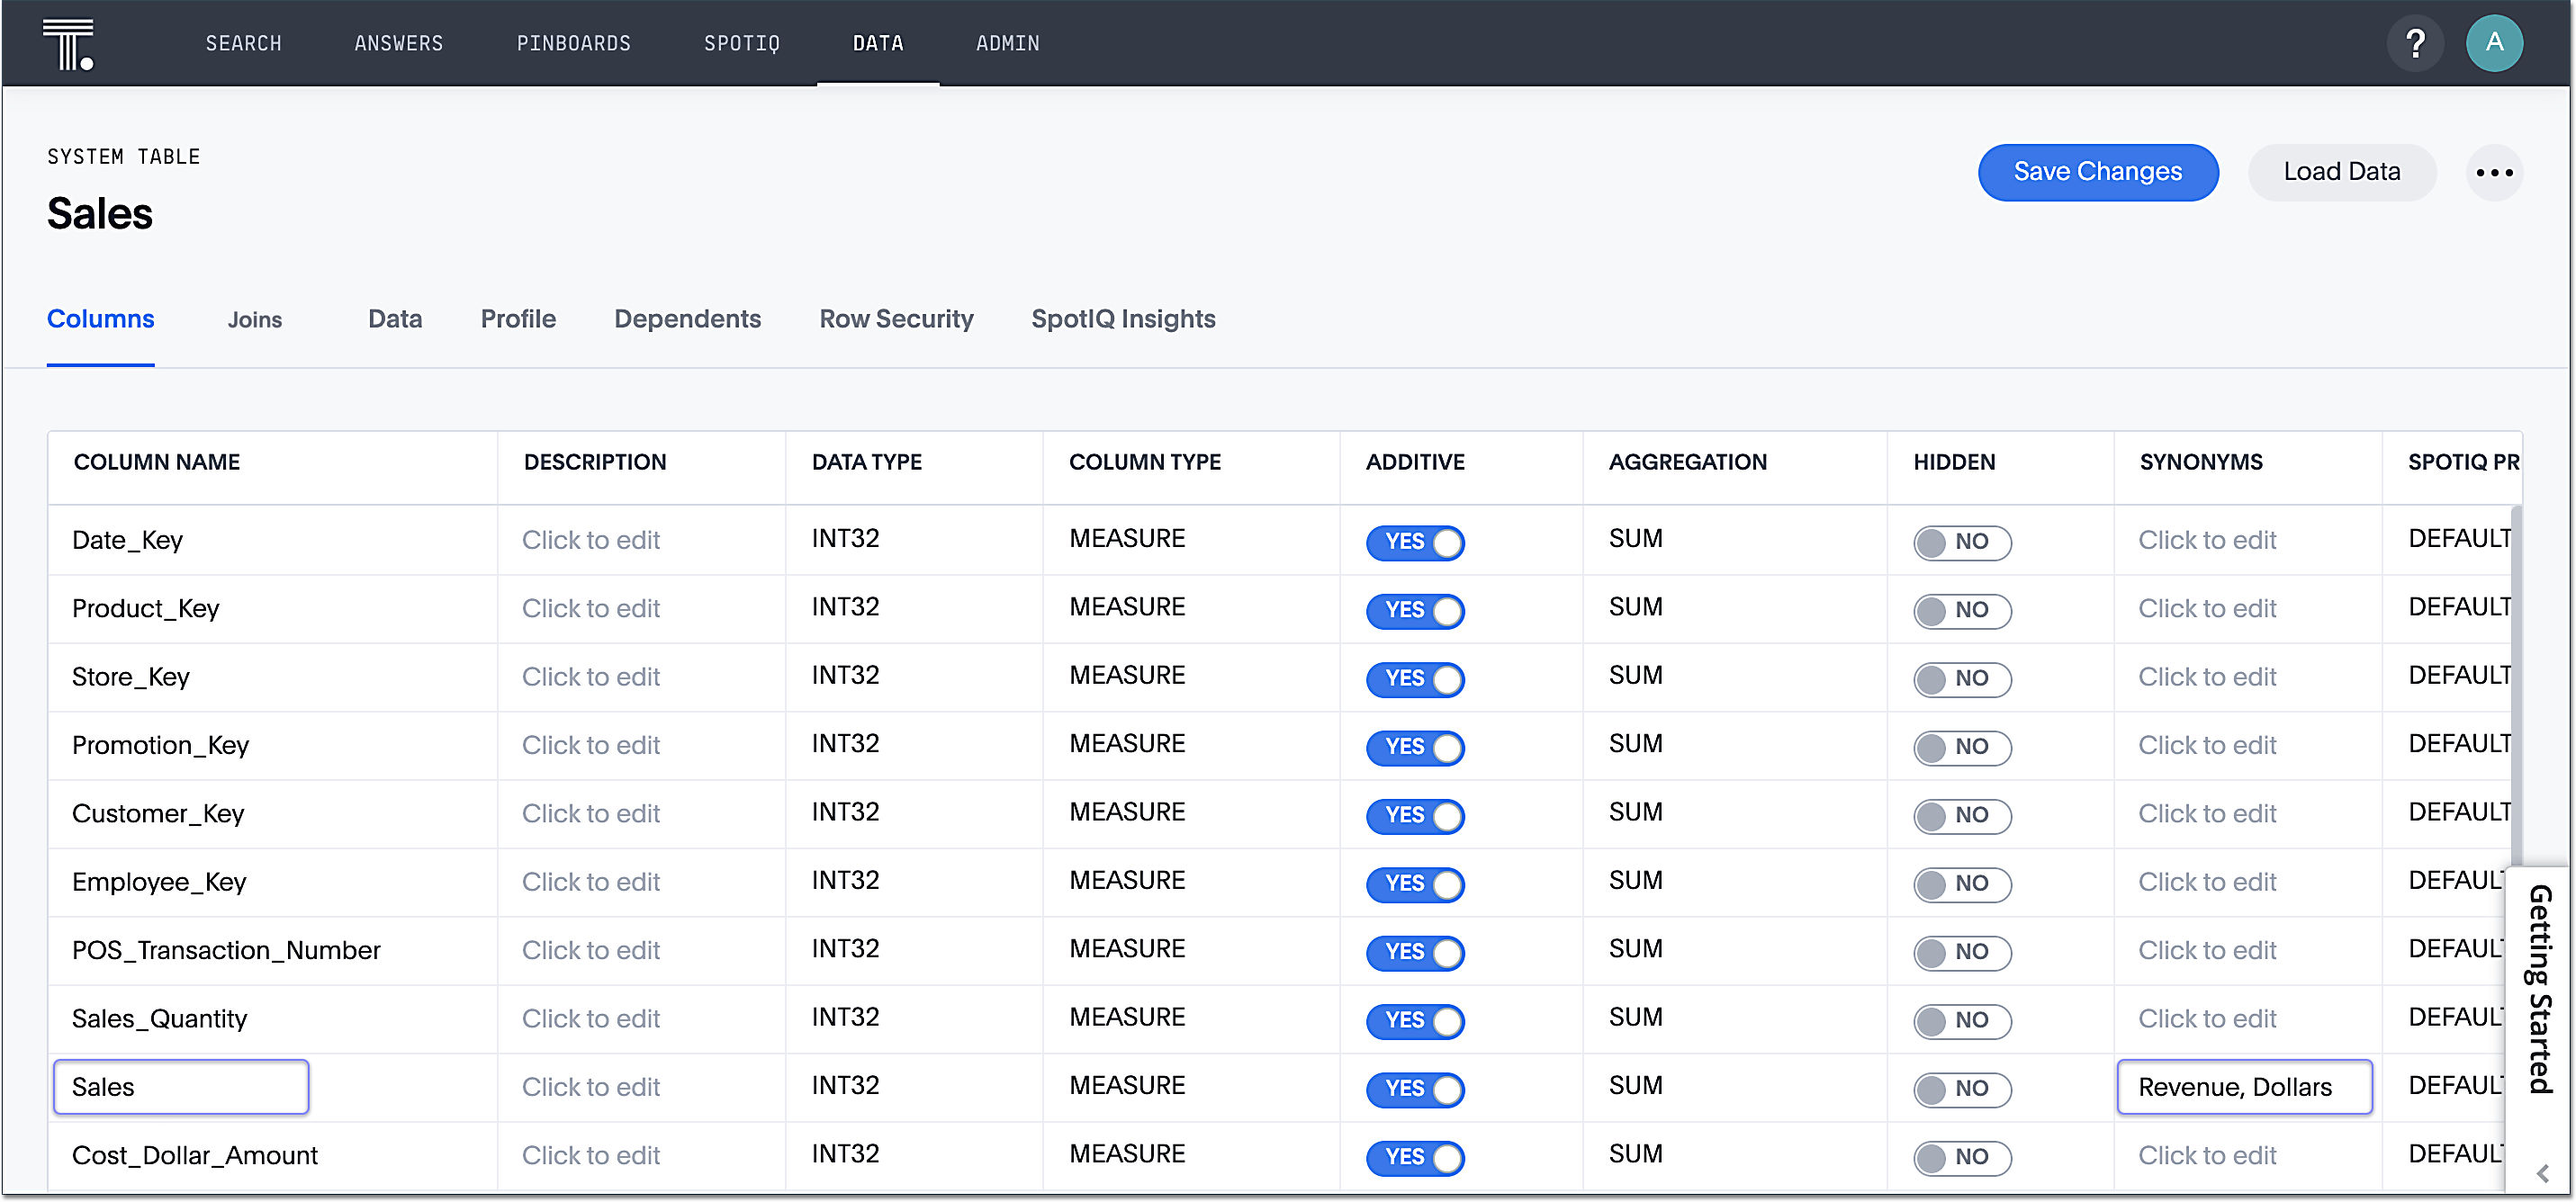 SEARCH ANSWERS PINBOARDS SPOTIQ DATA ADMIN ? A
SYSTEM TABLE
Sales
Save Changes Load Data
Columns Joins Data Profile Dependents Row Security SpotIQ Insights
COLUMN NAME DESCRIPTION DATA TYPE COLUMN TYPE ADDITIVE AGGREGATION HIDDEN SYNONYMS SPOTIQ PR
Date_Key Click to edit INT32 MEASURE YES SUM NO Click to edit DEFAULT
Product_Key Click to edit INT32 MEASURE YES SUM NO Click to edit DEFAULT
Store_Key Click to edit INT32 MEASURE YES SUM NO Click to edit DEFAULT
Promotion_Key Click to edit INT32 MEASURE YES SUM NO Click to edit DEFAULT
Customer_Key Click to edit INT32 MEASURE YES SUM NO Click to edit DEFAULT
Employee_Key Click to edit INT32 MEASURE YES SUM NO Click to edit DEFAULT
POS_Transaction_Number Click to edit INT32 MEASURE YES SUM NO Click to edit DEFAULT
Sales_Quantity Click to edit INT32 MEASURE YES SUM NO Click to edit DEFAULT
Sales Click to edit INT32 MEASURE YES SUM NO Revenue, Dollars DEFAULT
Cost_Dollar_Amount Click to edit INT32 MEASURE YES SUM NO Click to edit DEFAULT
Getting Started